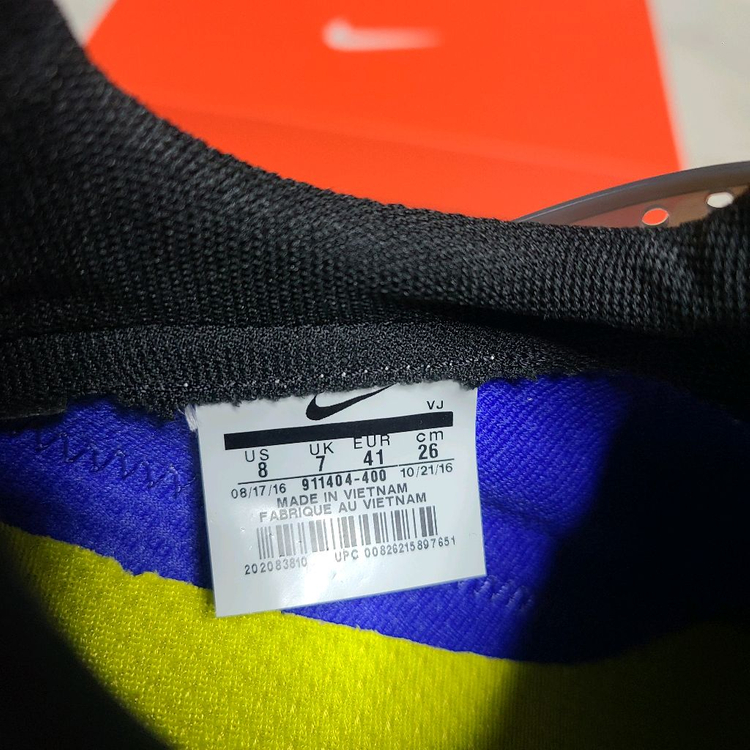 VJ
US UK EUR cm
8 7 41 26
08/17/16 911404-400 10/21/16
MADE IN VIETNAM
FABRIQUE AU VIETNAM
202083810 UPC 00826215897651